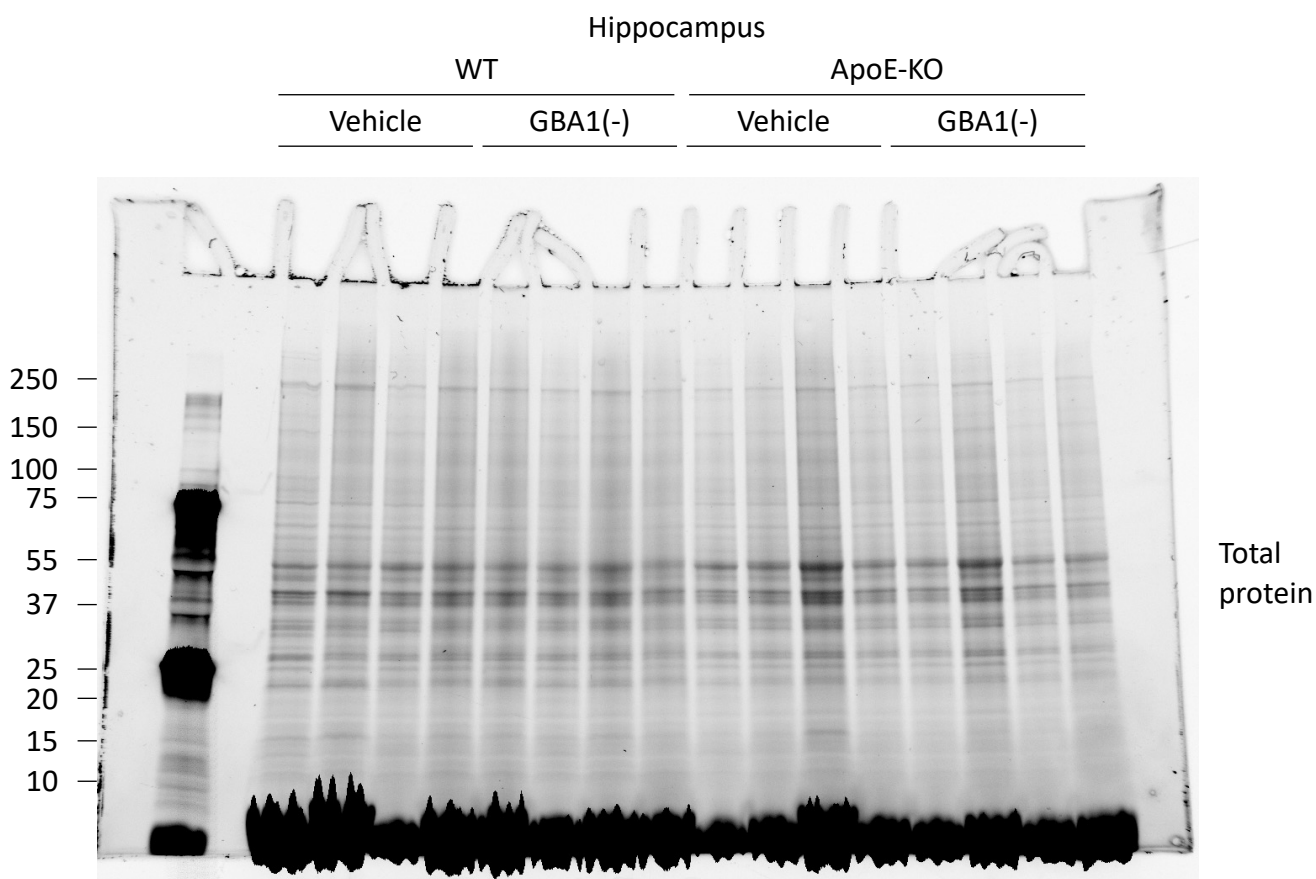 Hippocampus
WT ApoE-KO
Vehicle GBA1(-) Vehicle GBA1(-)
250
150
100
75
55
37
25
20
15
10
Total
protein